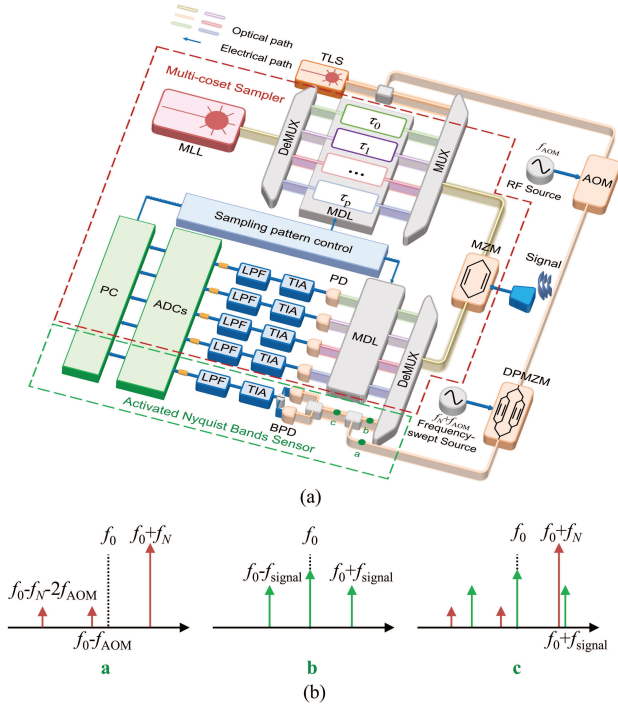 Optical path
Electrical path
TLS
Multi-coset Sampler
MLL
DeMUX
τ0
τ1
...
τp
MDL
MUX
fAOM
RF Source
AOM
Sampling pattern control
MZM
Signal
PC
ADCs
LPF
TIA
PD
LPF
TIA
LPF
TIA
LPF
TIA
LPF
TIA
MDL
DeMUX
BPD
c
b
a
Activated Nyquist Bands Sensor
fN+fAOM
Frequency-
swept Source
DPMZM
(a)
f0
f0+fN
f0-fN-2fAOM
f0-fAOM
a
f0
f0-fsignal
f0+fsignal
b
f0
f0+fN
f0+fsignal
c
(b)